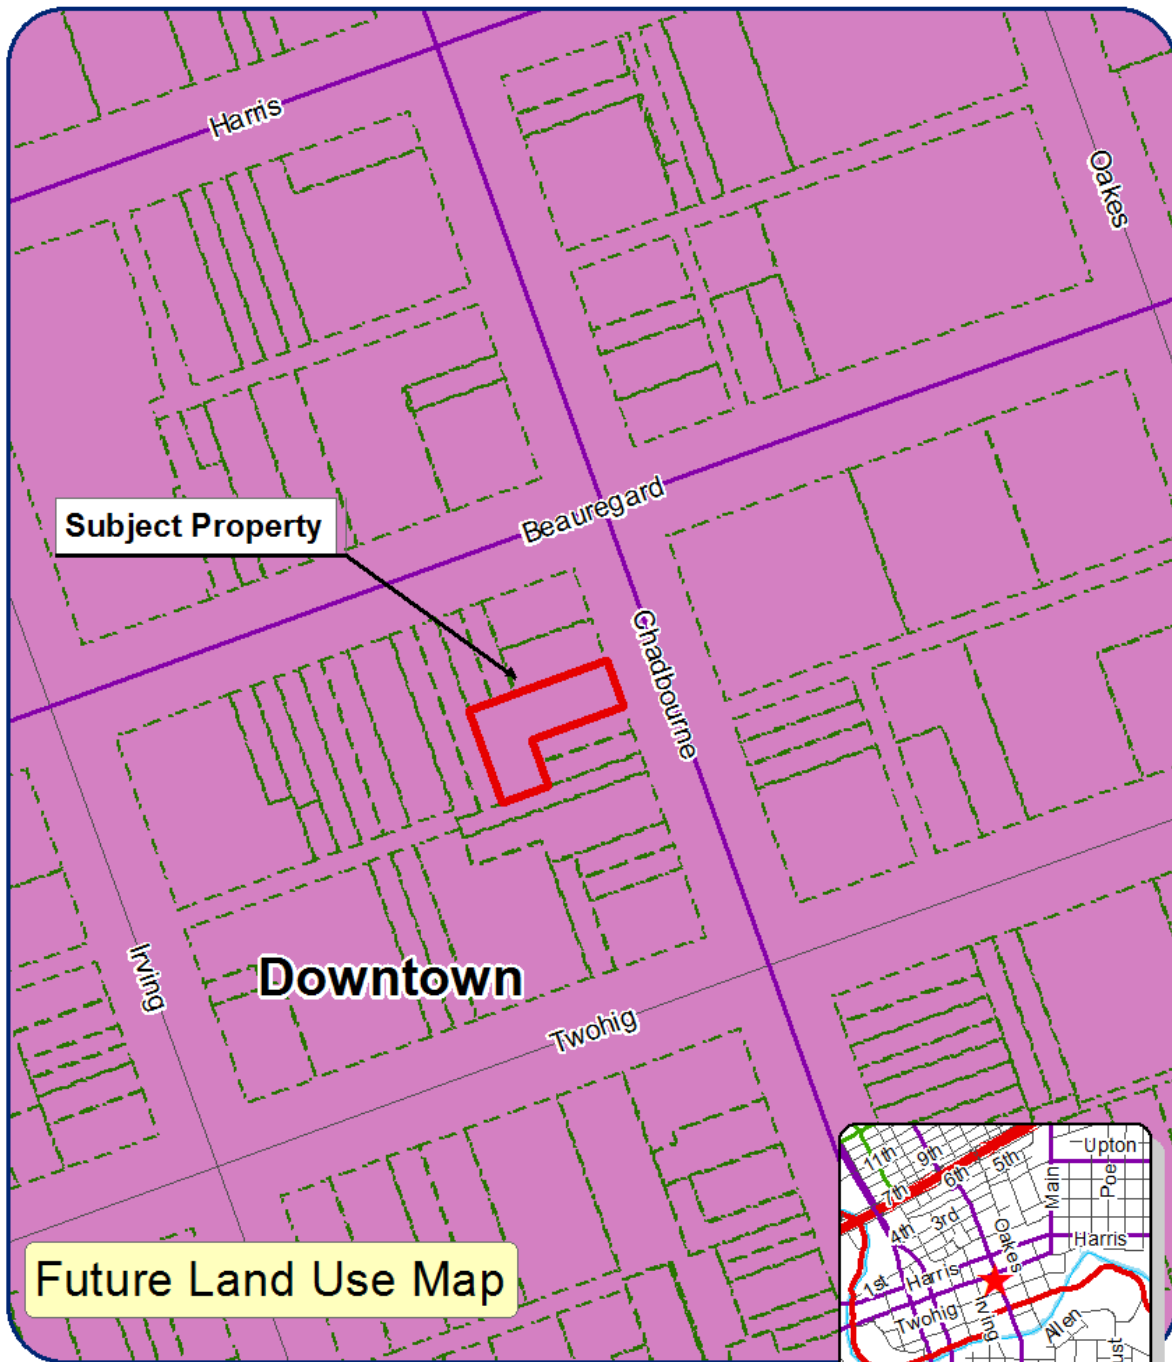 Harris
Oakes
Subject Property
Beauregard
Chadbourne
Irving
Downtown
Twohig
Future Land Use Map
11th
9th
5th
Upton
7th
6th
Main
Poe
4th
3rd
Oakes
Harris
1st
Harris
Twohig
Irving
Allen